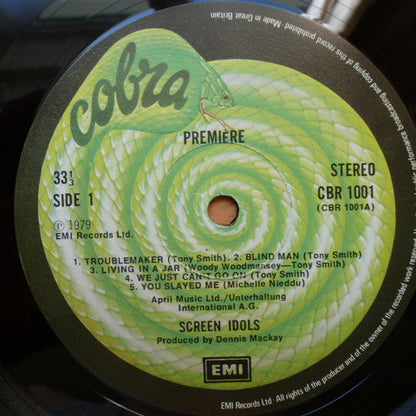 cobra
PREMIÈRE
33⅓
SIDE 1
STEREO
CBR 1001
(CBR 1001A)
Ⓟ 1979
EMI Records Ltd.
1. TROUBLEMAKER (Tony Smith). 2. BLIND MAN (Tony Smith)
3. LIVING IN A JAR (Woody Woodmansey—Tony Smith)
4. WE JUST CAN'T GO ON (Tony Smith)
5. YOU SLAYED ME (Michelle Nieddu)
April Music Ltd./Unterhaltung
International A.G.
SCREEN IDOLS
Produced by Dennis Mackay
EMI
EMI Records Ltd · All rights of the producer and of the owner of the recorded work reserved.
performance broadcasting and copying of this record prohibited · Made in Great Britain